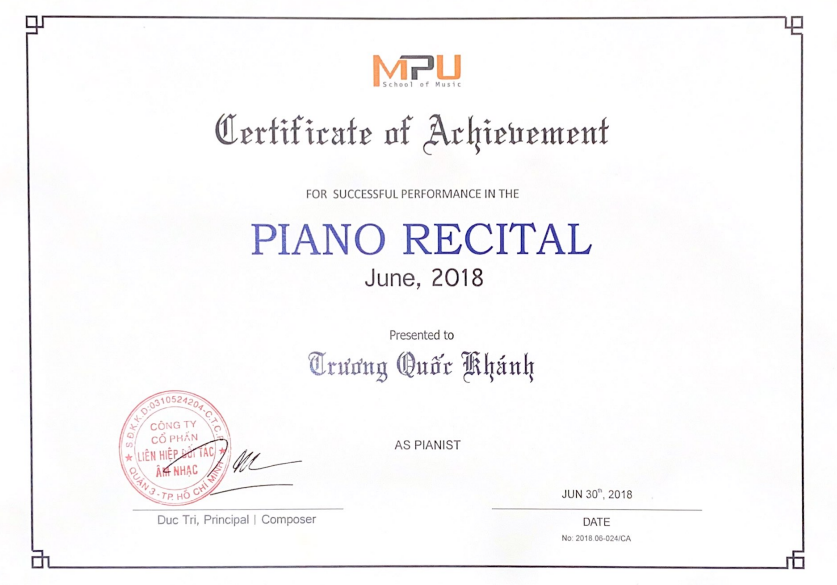 MPU
School of Music
Certificate of Achievement
FOR SUCCESSFUL PERFORMANCE IN THE
PIANO RECITAL
June, 2018
Presented to
Trương Quốc Khánh
AS PIANIST
S.Đ.K.K.D:0310524204-C.T.C.P
CÔNG TY
CỔ PHẦN
LIÊN HIỆP ĐỐI TÁC
ÂM NHẠC
QUẬN 3 - TP. HỒ CHÍ MINH
Duc Tri, Principal | Composer
JUN 30th, 2018
DATE
No: 2018.06-024/CA